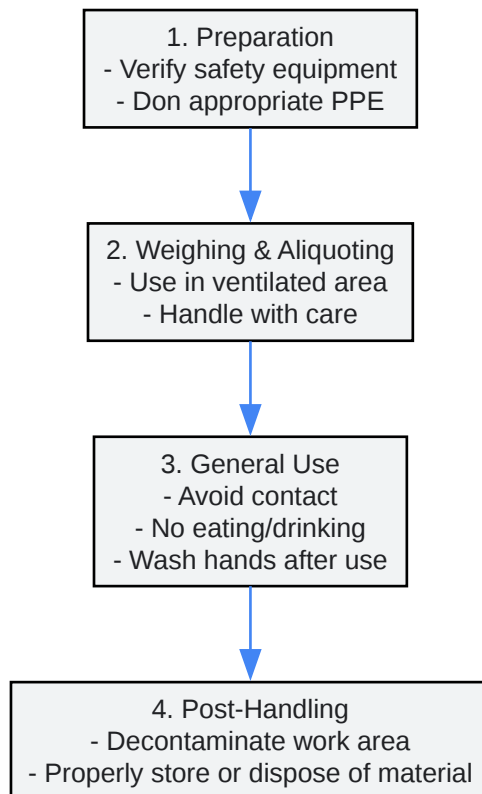 1. Preparation
- Verify safety equipment
- Don appropriate PPE
2. Weighing & Aliquoting
- Use in ventilated area
- Handle with care
3. General Use
- Avoid contact
- No eating/drinking
- Wash hands after use
4. Post-Handling
- Decontaminate work area
- Properly store or dispose of material